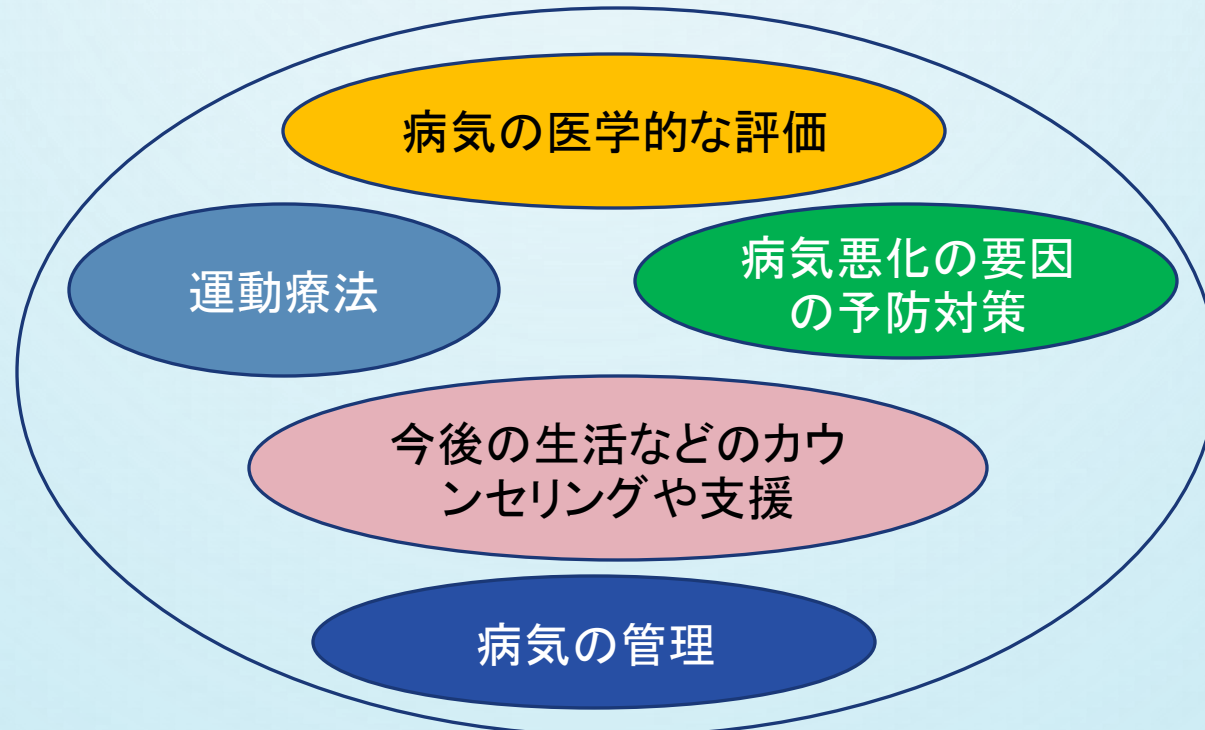 病気の医学的な評価
運動療法
病気悪化の要因
の予防対策
今後の生活などのカウ
ンセリングや支援
病気の管理